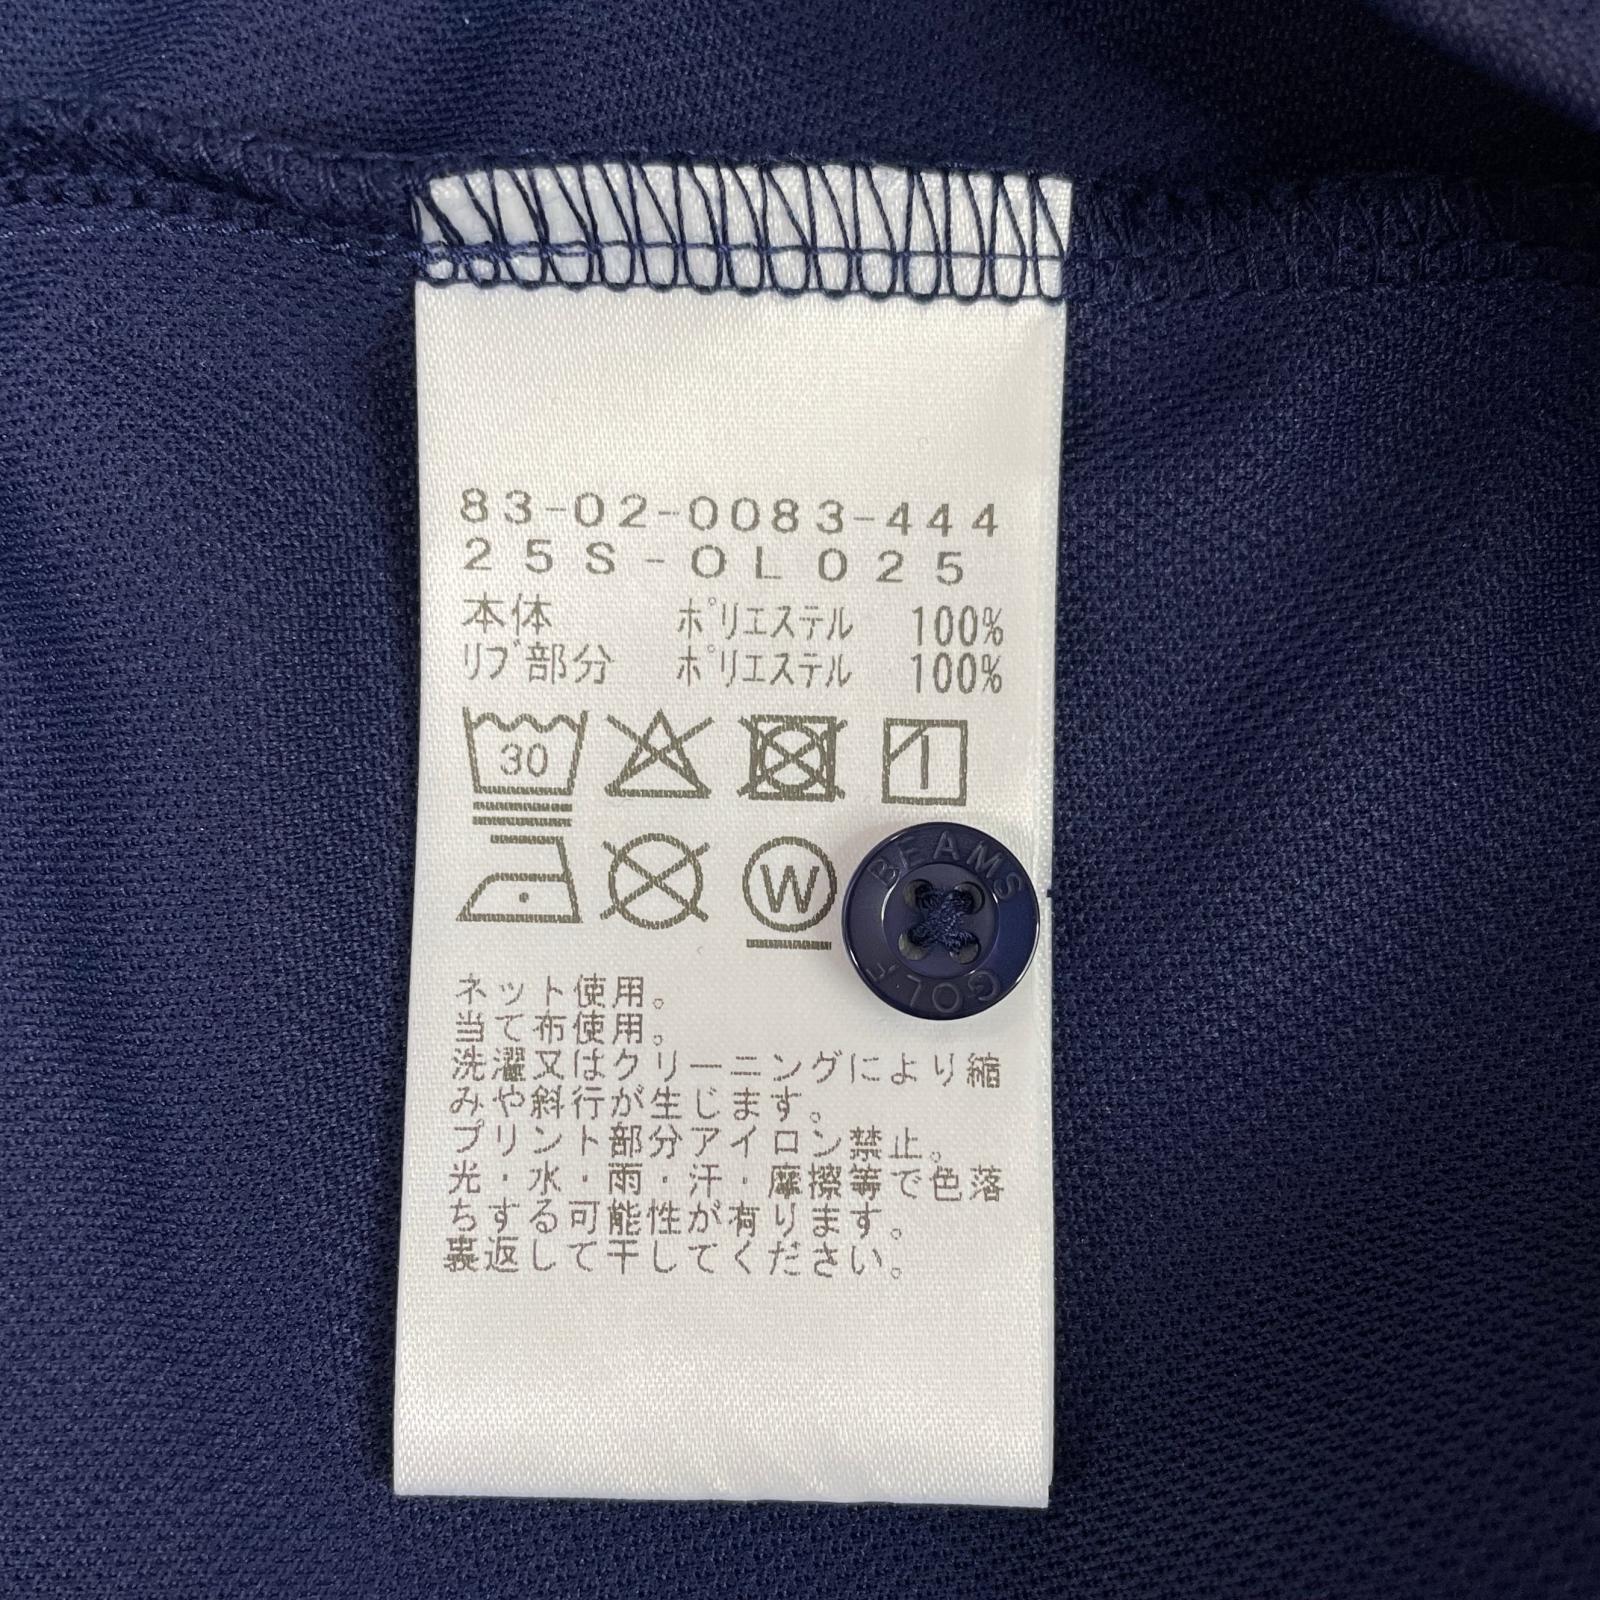 83-02-0083-444
25S-OL025
本体 ポリエステル 100%
リブ部分 ポリエステル 100%
30
W
BEAMS
GOLF
ネット使用。
当て布使用。
洗濯又はクリーニングにより縮
みや斜行が生じます。
プリント部分アイロン禁止。
光・水・雨・汗・摩擦等で色落
ちする可能性が有ります。
裏返して干してください。